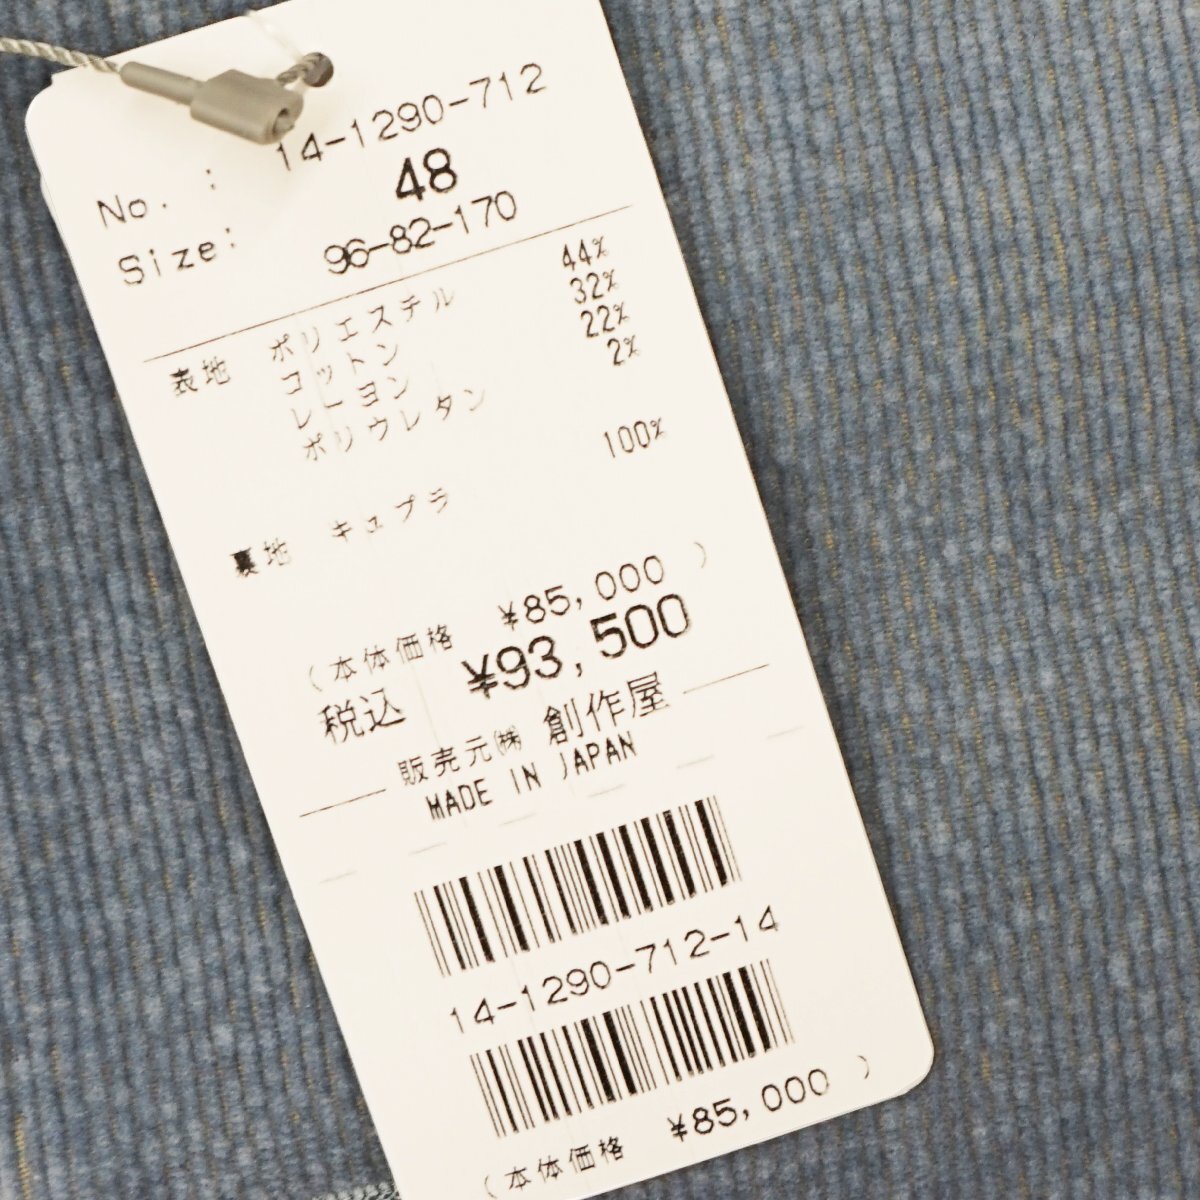 No. : 14-1290-712
Size: 48
96-82-170
表地 ポリエステル 44%
コットン 32%
レーヨン 22%
ポリウレタン 2%
裏地 キュプラ 100%
(本体価格 ¥85,000 )
税込 ¥93,500
販売元㈱ 創作屋
MADE IN JAPAN
14-1290-712-14
(本体価格 ¥85,000 )